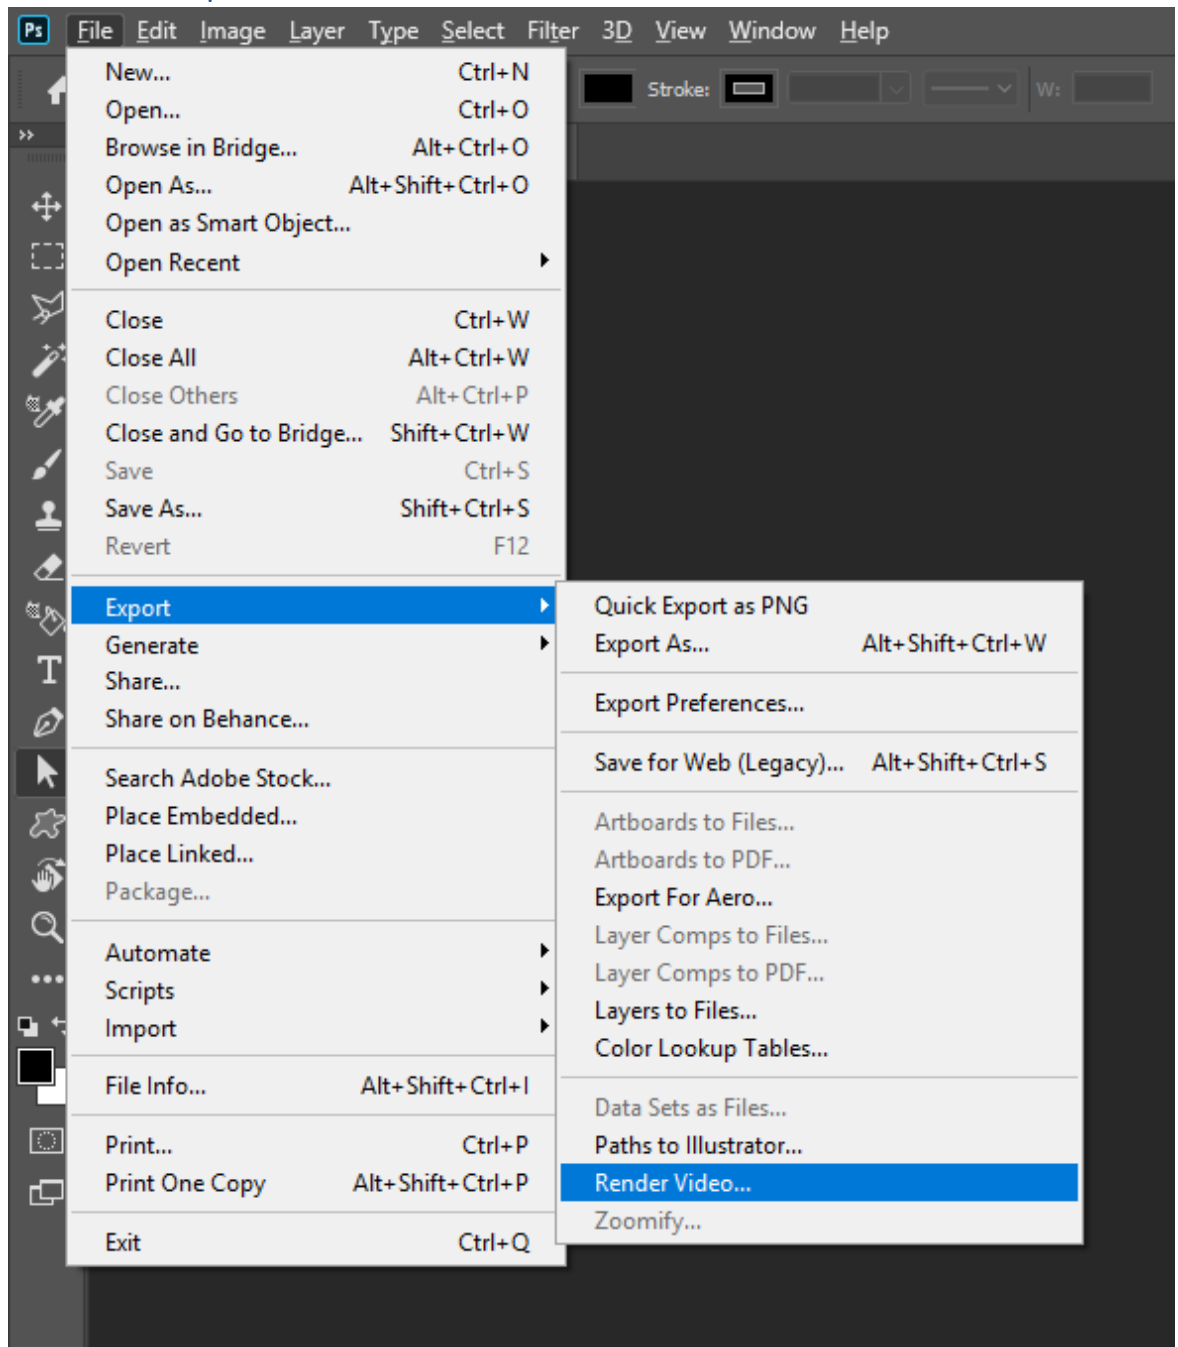 Ps File Edit Image Layer Type Select Filter 3D View Window Help
Stroke: W:
New... Ctrl+N
Open... Ctrl+O
Browse in Bridge... Alt+Ctrl+O
Open As... Alt+Shift+Ctrl+O
Open as Smart Object...
Open Recent
Close Ctrl+W
Close All Alt+Ctrl+W
Close Others Alt+Ctrl+P
Close and Go to Bridge... Shift+Ctrl+W
Save Ctrl+S
Save As... Shift+Ctrl+S
Revert F12
Export
Generate
Share...
Share on Behance...
Search Adobe Stock...
Place Embedded...
Place Linked...
Package...
Automate
Scripts
Import
File Info... Alt+Shift+Ctrl+I
Print... Ctrl+P
Print One Copy Alt+Shift+Ctrl+P
Exit Ctrl+Q
Quick Export as PNG
Export As... Alt+Shift+Ctrl+W
Export Preferences...
Save for Web (Legacy)... Alt+Shift+Ctrl+S
Artboards to Files...
Artboards to PDF...
Export For Aero...
Layer Comps to Files...
Layer Comps to PDF...
Layers to Files...
Color Lookup Tables...
Data Sets as Files...
Paths to Illustrator...
Render Video...
Zoomify...